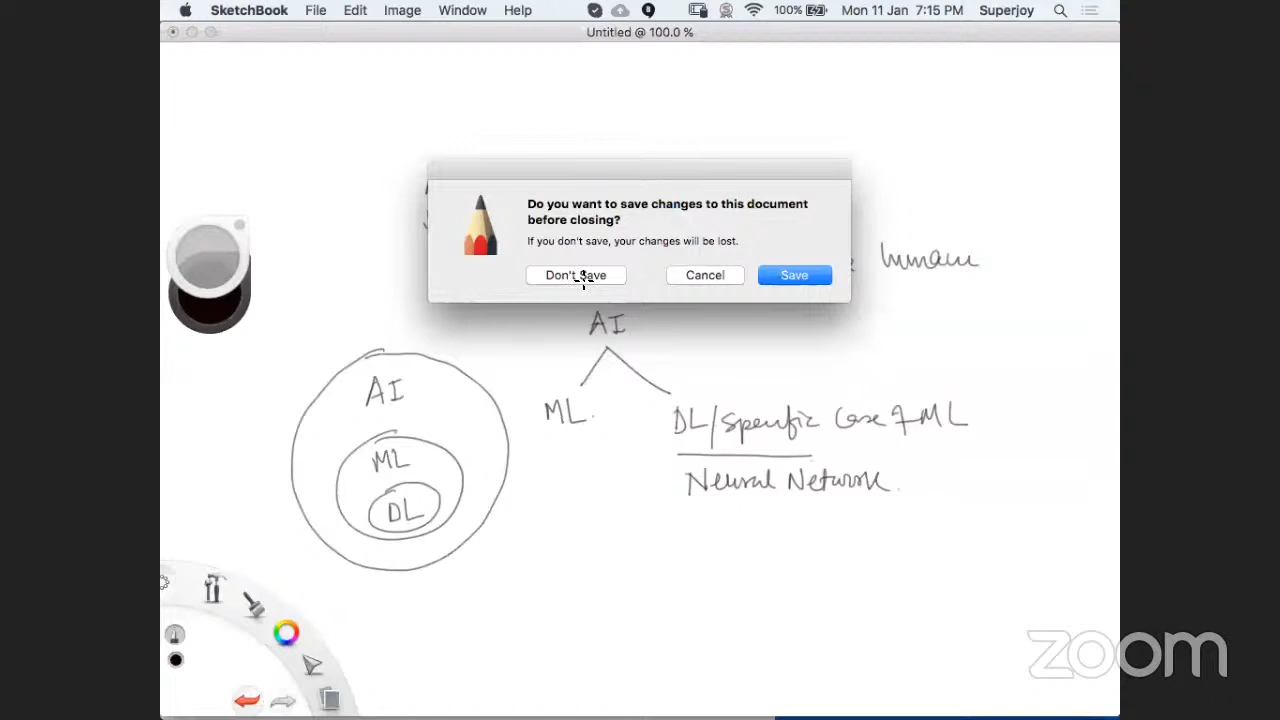 SketchBook File Edit Image Window Help 100% Mon 11 Jan 7:15 PM Superjoy
Untitled @ 100.0 %
Do you want to save changes to this document
before closing?
If you don't save, your changes will be lost.
Don't Save Cancel Save
AI
AI
ML
DL
ML.
DL/Specific Case of ML
Neural Network.
zoom